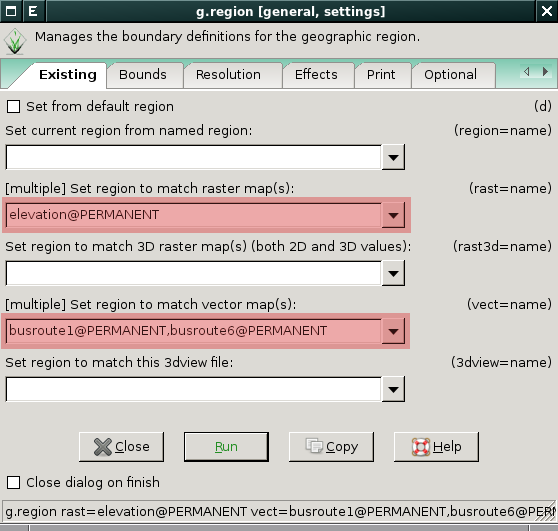 g.region [general, settings]
Manages the boundary definitions for the geographic region.
Existing Bounds Resolution Effects Print Optional
Set from default region (d)
Set current region from named region: (region=name)
[multiple] Set region to match raster map(s): (rast=name)
elevation@PERMANENT
Set region to match 3D raster map(s) (both 2D and 3D values): (rast3d=name)
[multiple] Set region to match vector map(s): (vect=name)
busroute1@PERMANENT,busroute6@PERMANENT
Set region to match this 3dview file: (3dview=name)
Close Run Copy Help
Close dialog on finish
g.region rast=elevation@PERMANENT vect=busroute1@PERMANENT,busroute6@PERM